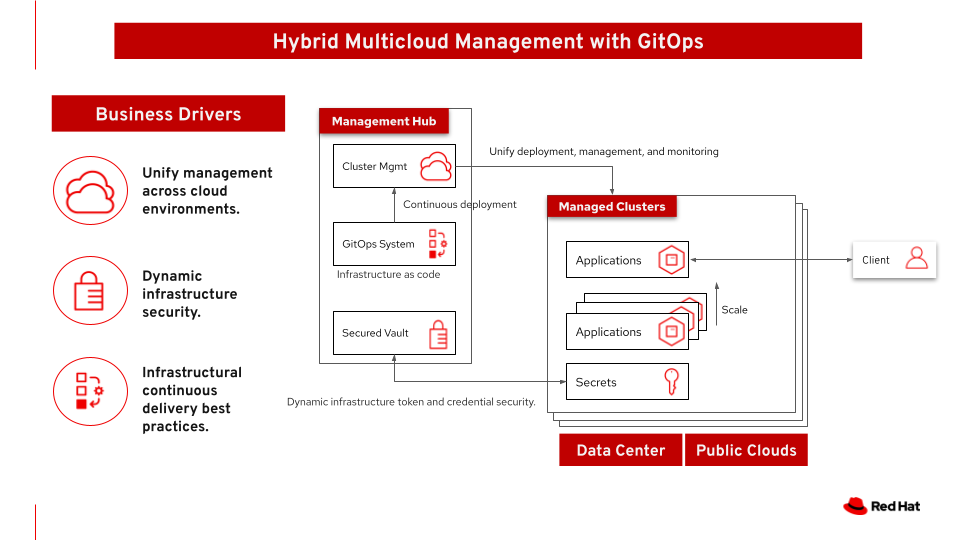 Hybrid Multicloud Management with GitOps
Business Drivers
Unify management
across cloud
environments.
Dynamic
infrastructure
security.
Infrastructural
continuous
delivery best
practices.
Management Hub
Cluster Mgmt
Continuous deployment
GitOps System
Infrastructure as code
Secured Vault
Dynamic infrastructure token and credential security.
Unify deployment, management, and monitoring
Managed Clusters
Applications
Scale
Applications
Secrets
Client
Data Center
Public Clouds
Red Hat